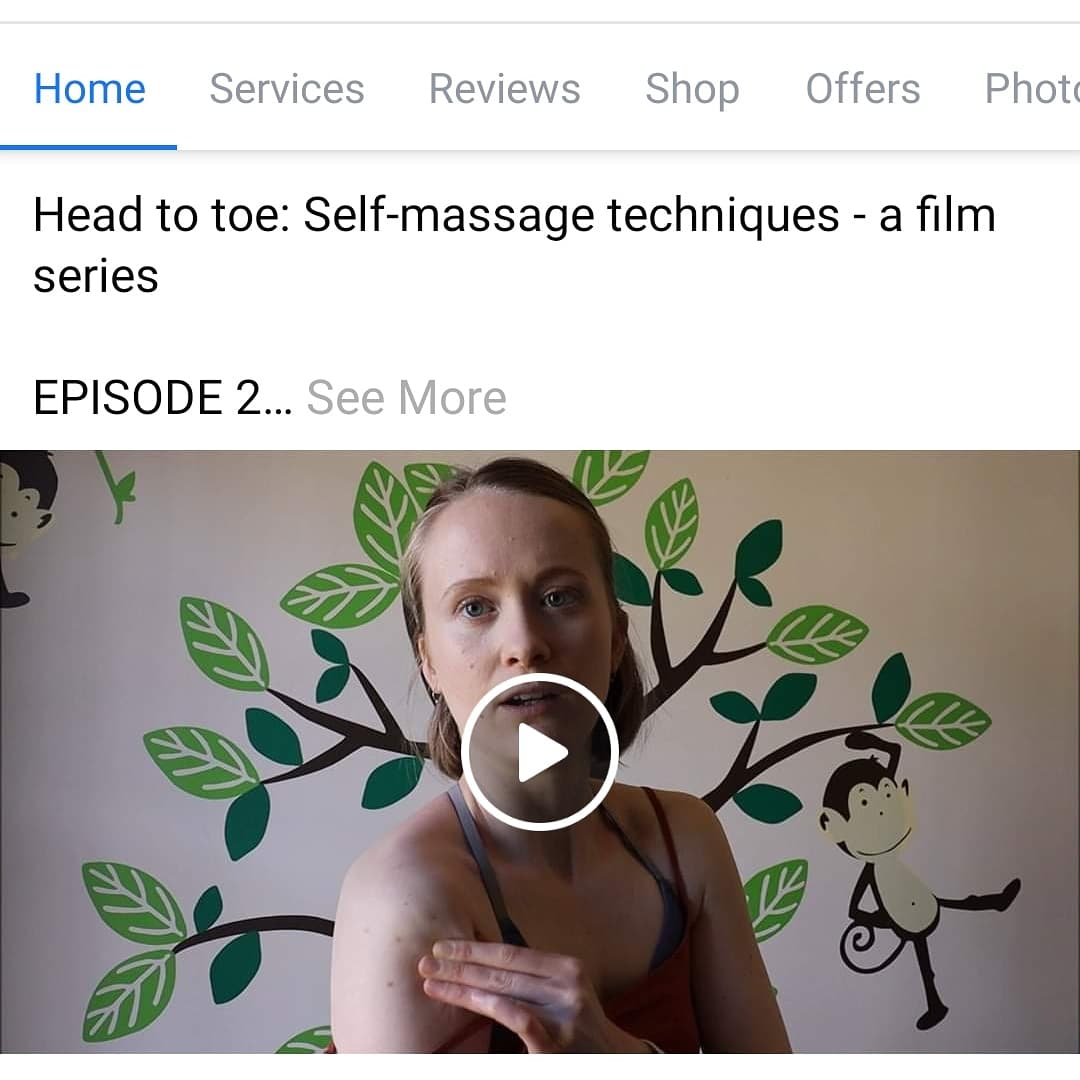 Home Services Reviews Shop Offers
Head to toe: Self-massage techniques - a film
series
EPISODE 2... See More